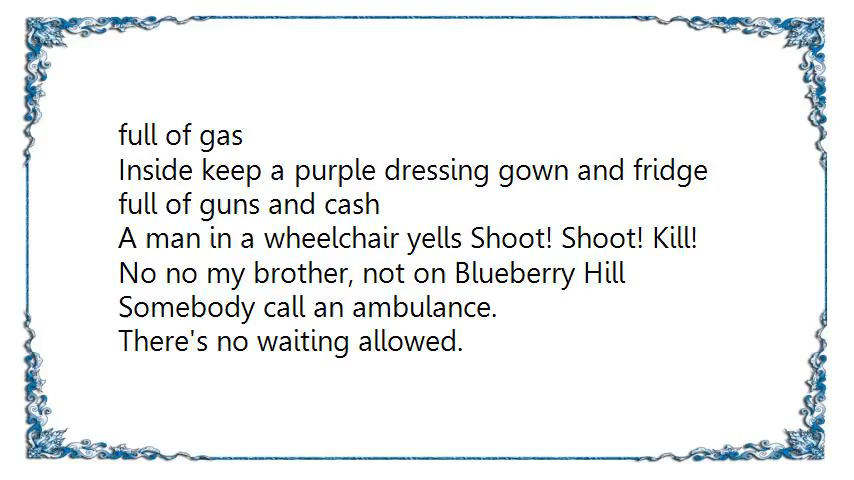 full of gas
Inside keep a purple dressing gown and fridge
full of guns and cash
A man in a wheelchair yells Shoot! Shoot! Kill!
No no my brother, not on Blueberry Hill
Somebody call an ambulance.
There's no waiting allowed.